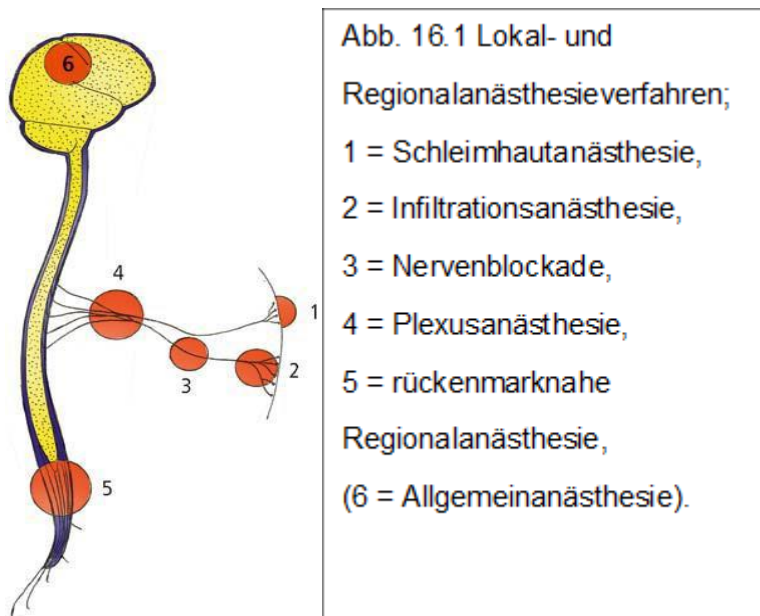 6
4
1
3
2
5
Abb. 16.1 Lokal- und
Regionalanästhesieverfahren;
1 = Schleimhautanästhesie,
2 = Infiltrationsanästhesie,
3 = Nervenblockade,
4 = Plexusanästhesie,
5 = rückenmarknahe
Regionalanästhesie,
(6 = Allgemeinanästhesie).